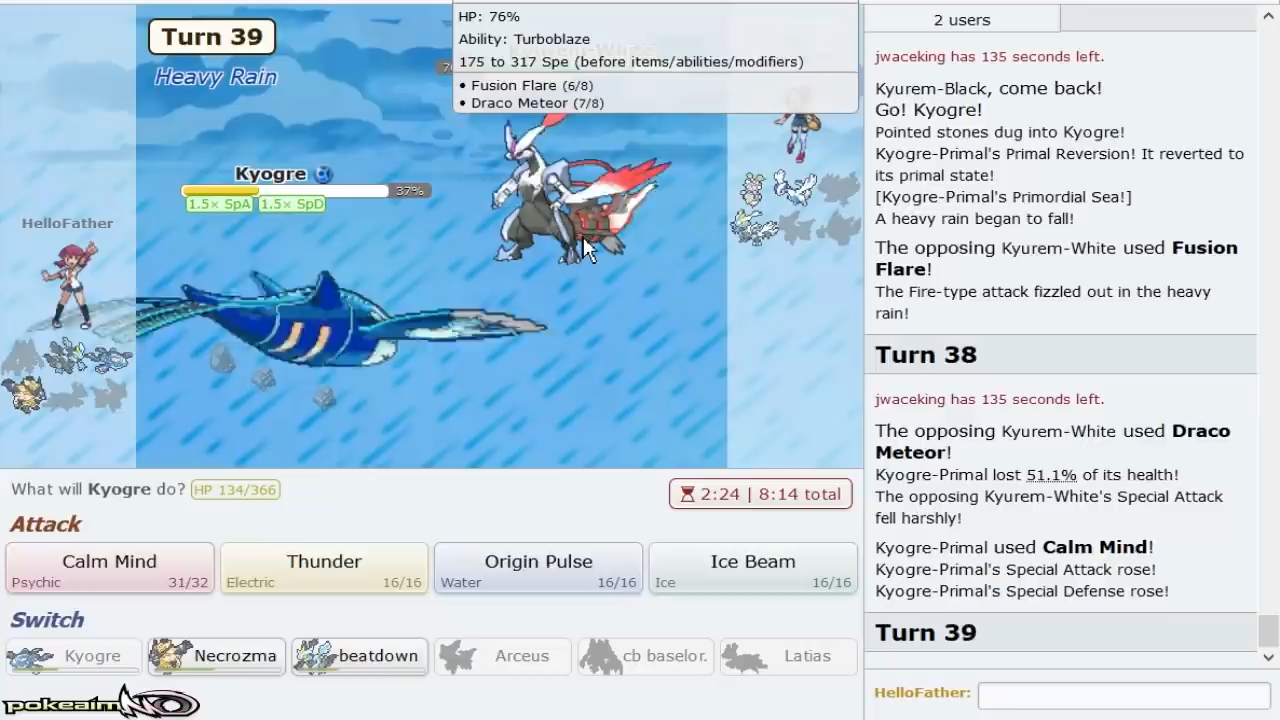 Turn 39
Heavy Rain
HP: 76%
Ability: Turboblaze
175 to 317 Spe (before items/abilities/modifiers)
• Fusion Flare (6/8)
• Draco Meteor (7/8)
Kyogre
37%
1.5× SpA 1.5× SpD
HelloFather
What will Kyogre do? HP 134/366
2:24 | 8:14 total
Attack
Calm Mind
Psychic 31/32
Thunder
Electric 16/16
Origin Pulse
Water 16/16
Ice Beam
Ice 16/16
Switch
Kyogre
Necrozma
beatdown
Arceus
cb baselor.
Latias
pokeaimNO
2 users
jwaceking has 135 seconds left.
Kyurem-Black, come back!
Go! Kyogre!
Pointed stones dug into Kyogre!
Kyogre-Primal's Primal Reversion! It reverted to
its primal state!
[Kyogre-Primal's Primordial Sea!]
A heavy rain began to fall!
The opposing Kyurem-White used Fusion
Flare!
The Fire-type attack fizzled out in the heavy
rain!
Turn 38
jwaceking has 135 seconds left.
The opposing Kyurem-White used Draco
Meteor!
Kyogre-Primal lost 51.1% of its health!
The opposing Kyurem-White's Special Attack
fell harshly!
Kyogre-Primal used Calm Mind!
Kyogre-Primal's Special Attack rose!
Kyogre-Primal's Special Defense rose!
Turn 39
HelloFather: